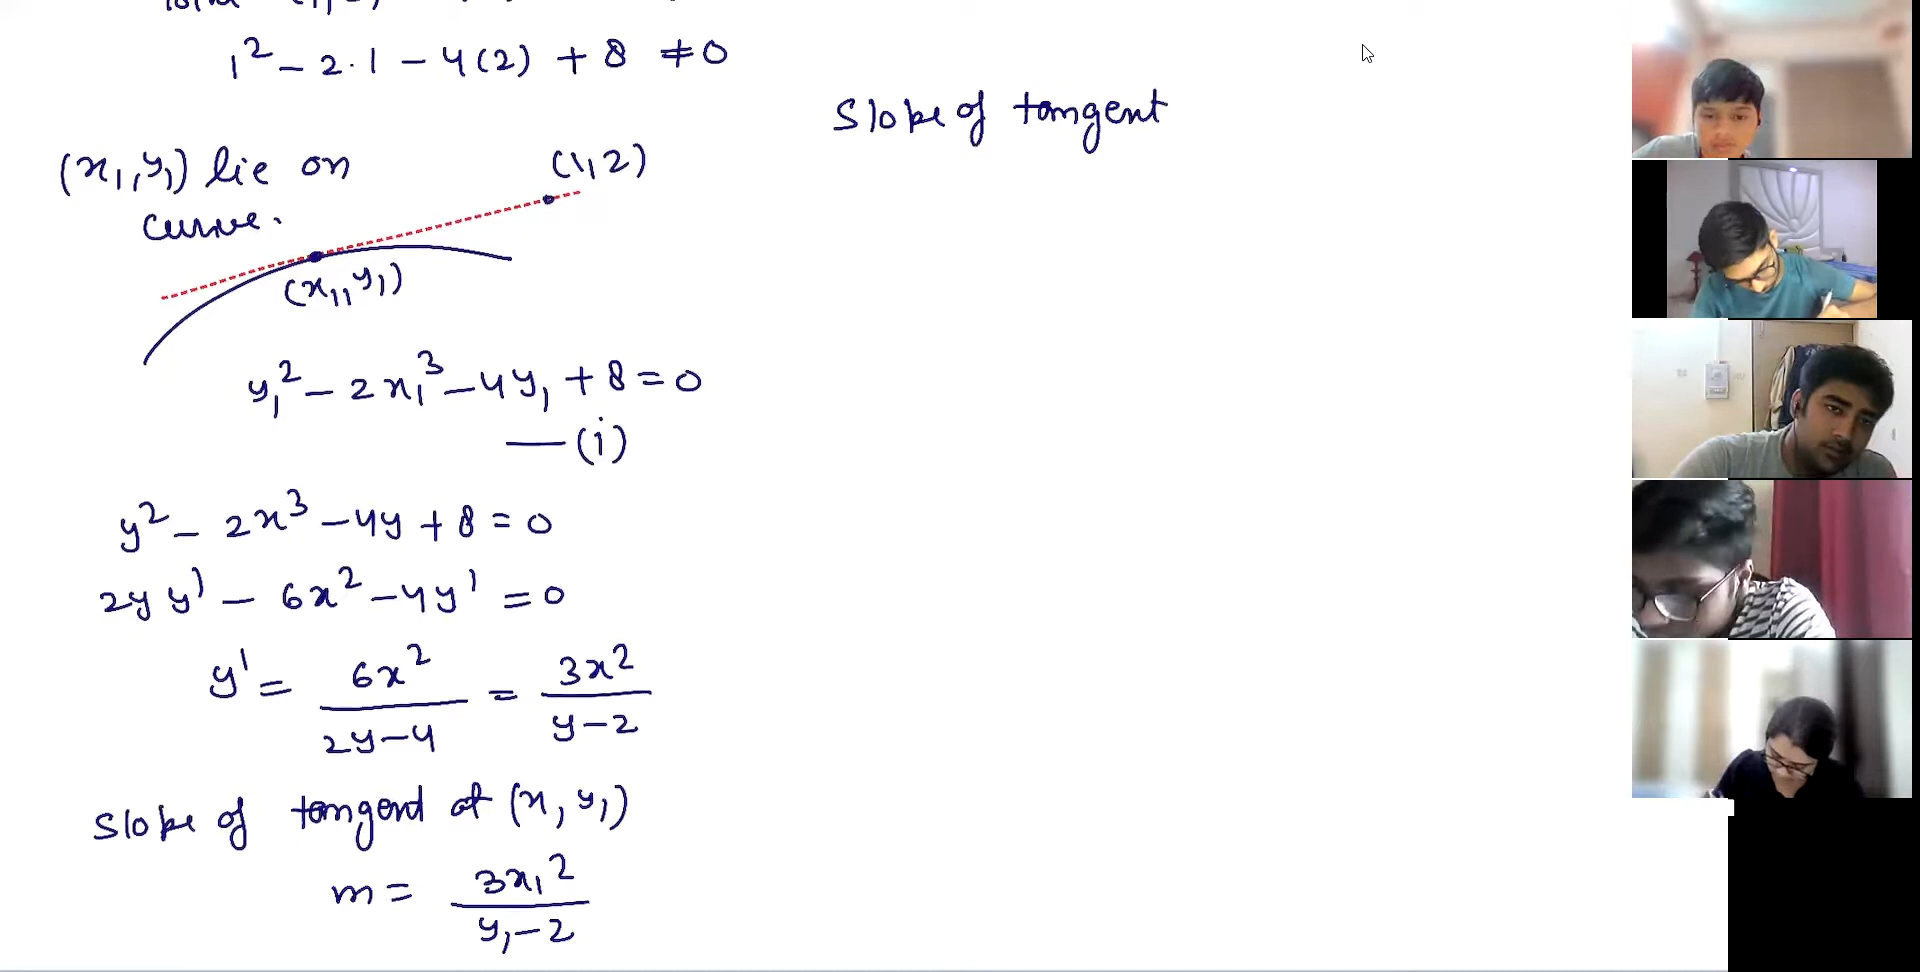 1² - 2·1 - 4(2) + 8 ≠ 0
(x₁, y₁) lie on
curve.
(1,2)
(x₁, y₁)
y₁² - 2x₁³ - 4y₁ + 8 = 0
—(i)
y² - 2x³ - 4y + 8 = 0
2y y' - 6x² - 4y' = 0
y' = 6x² / 2y-4 = 3x² / y-2
Slope of tangent at (x, y₁)
m = 3x₁² / y₁-2
Slope of tangent